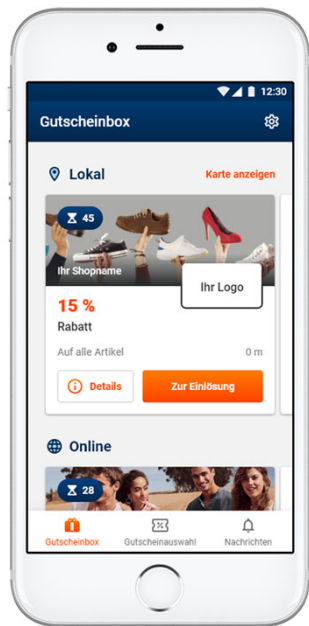 12:30
Gutscheinbox
Lokal
Karte anzeigen
45
Ihr Shopname
Ihr Logo
15 %
Rabatt
Auf alle Artikel
0 m
Details
Zur Einlösung
Online
28
Gutscheinbox
Gutscheinauswahl
Nachrichten